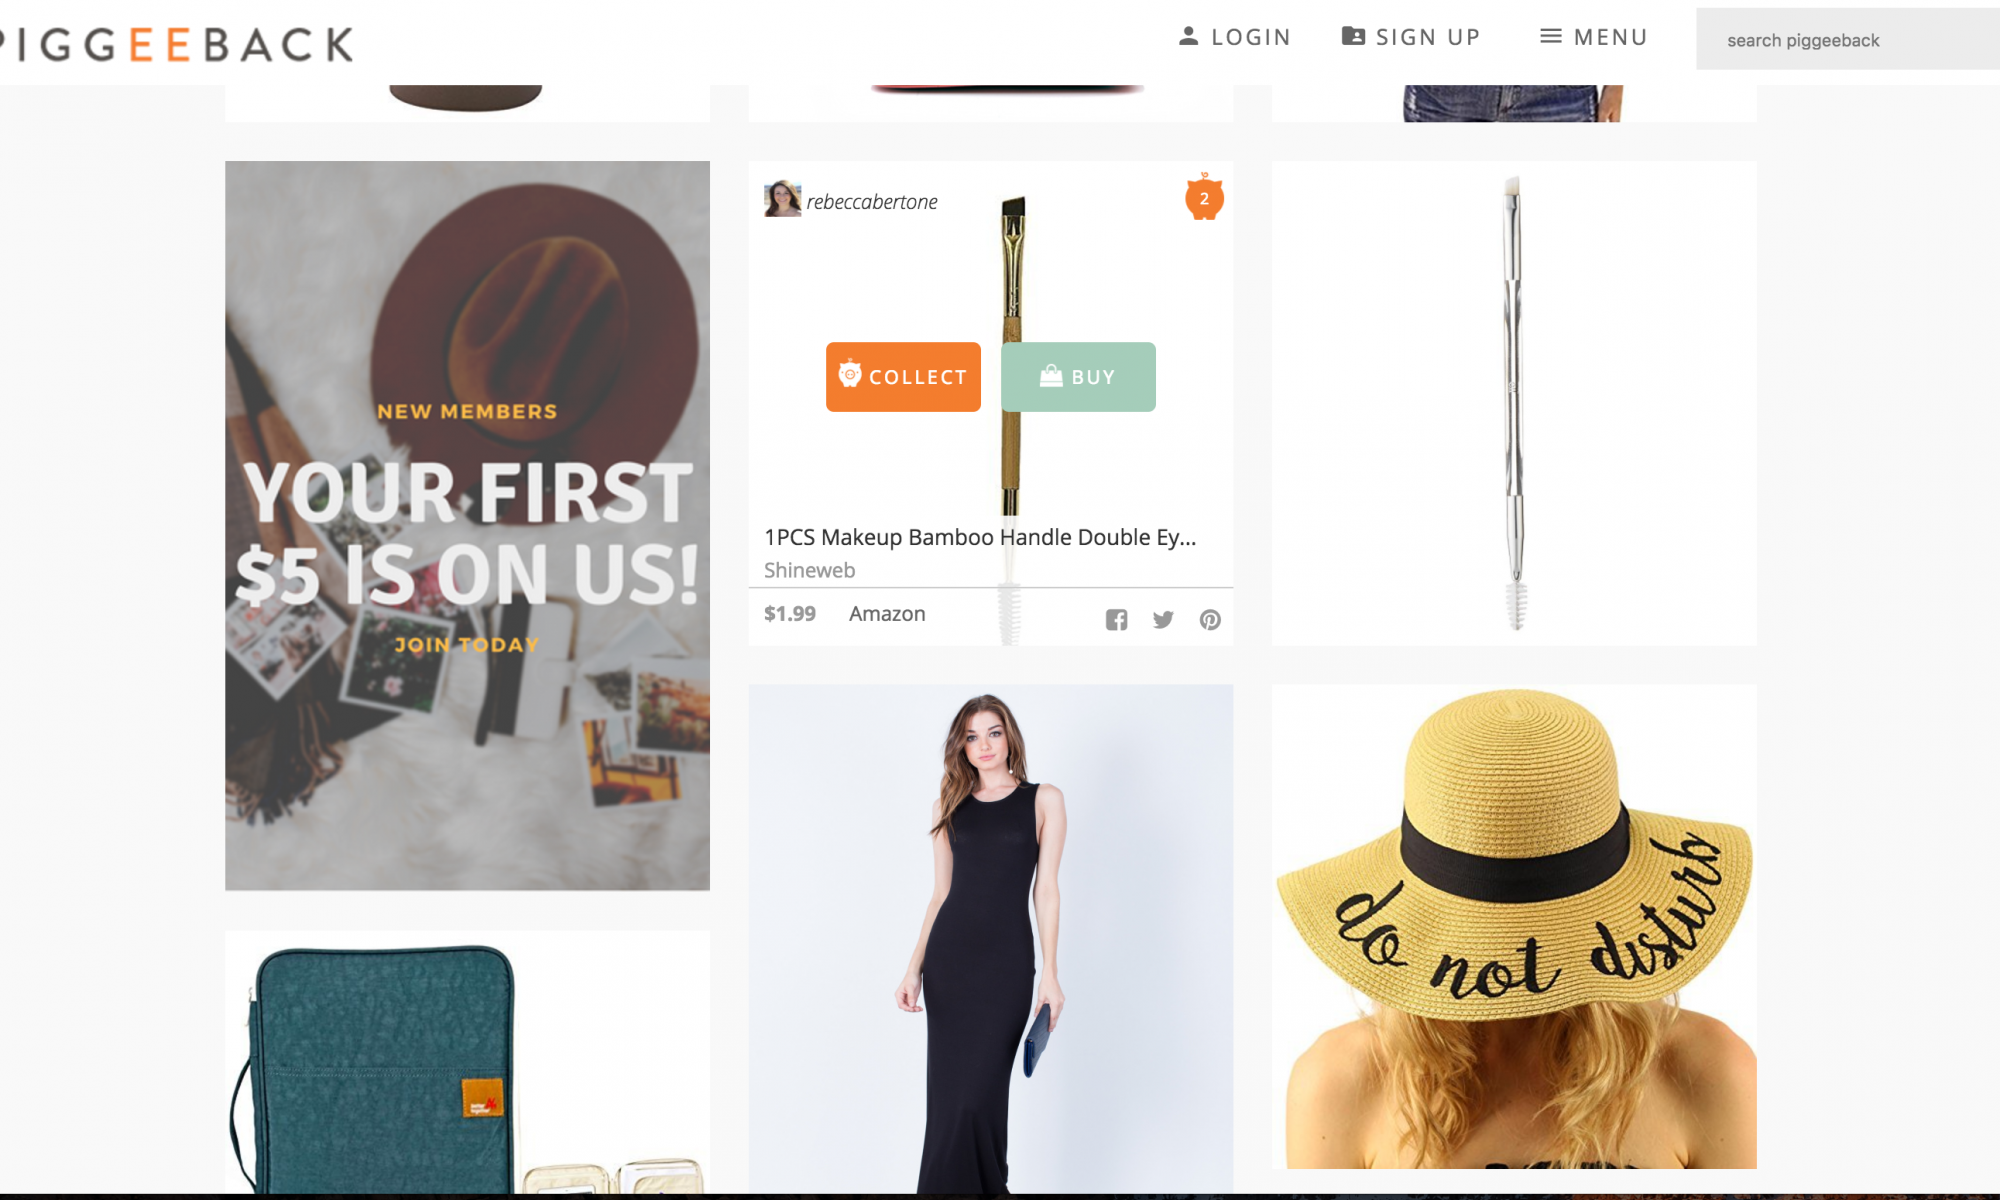 PIGGEEBACK
LOGIN
SIGN UP
MENU
search piggeeback
NEW MEMBERS
YOUR FIRST
$5 IS ON US!
JOIN TODAY
rebeccabertone
2
COLLECT
BUY
1PCS Makeup Bamboo Handle Double Ey...
Shineweb
$1.99
Amazon
do not disturb